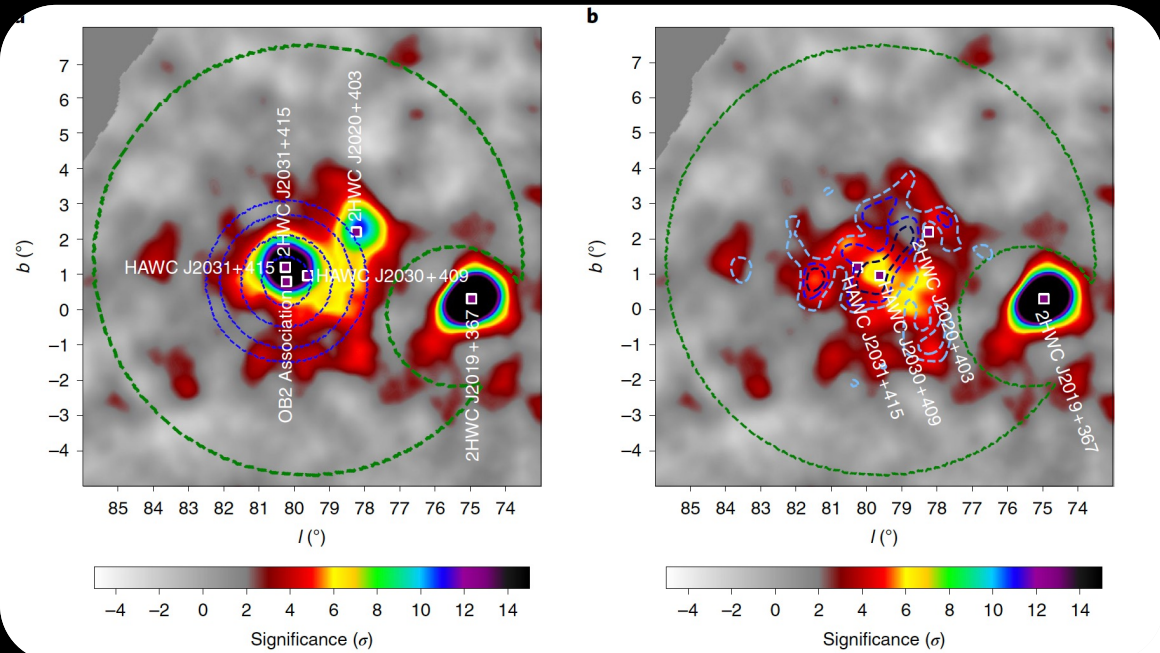 a
7
6
5
4
3
2
1
0
−1
−2
−3
−4
b (°)
2HWC J2031+415
2HWC J2020+403
HAWC J2031+415
HAWC J2030+409
OB2 Association
2HWC J2019+367
85 84 83 82 81 80 79 78 77 76 75 74
l (°)
−4 −2 0 2 4 6 8 10 12 14
Significance (σ)
b
7
6
5
4
3
2
1
0
−1
−2
−3
−4
b (°)
2HWC J2020+403
HAWC J2031+415
HAWC J2030+409
2HWC J2019+367
85 84 83 82 81 80 79 78 77 76 75 74
l (°)
−4 −2 0 2 4 6 8 10 12 14
Significance (σ)